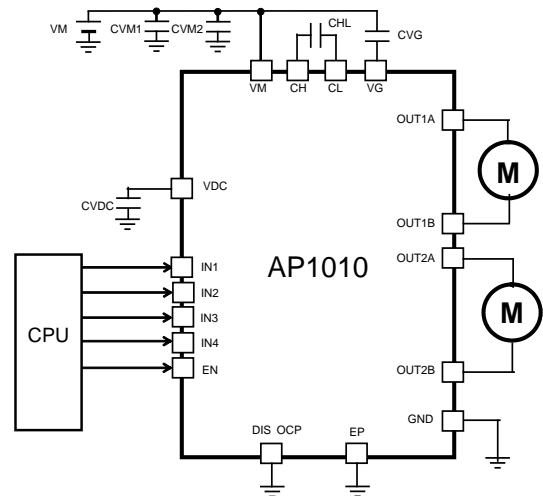 VM CVM1 CVM2 CHL CVG
VM CH CL VG
OUT1A
M
VDC
CVDC
OUT1B
OUT2A
IN1
AP1010
IN2
IN3
M
CPU
IN4
EN
OUT2B
GND
DIS OCP EP